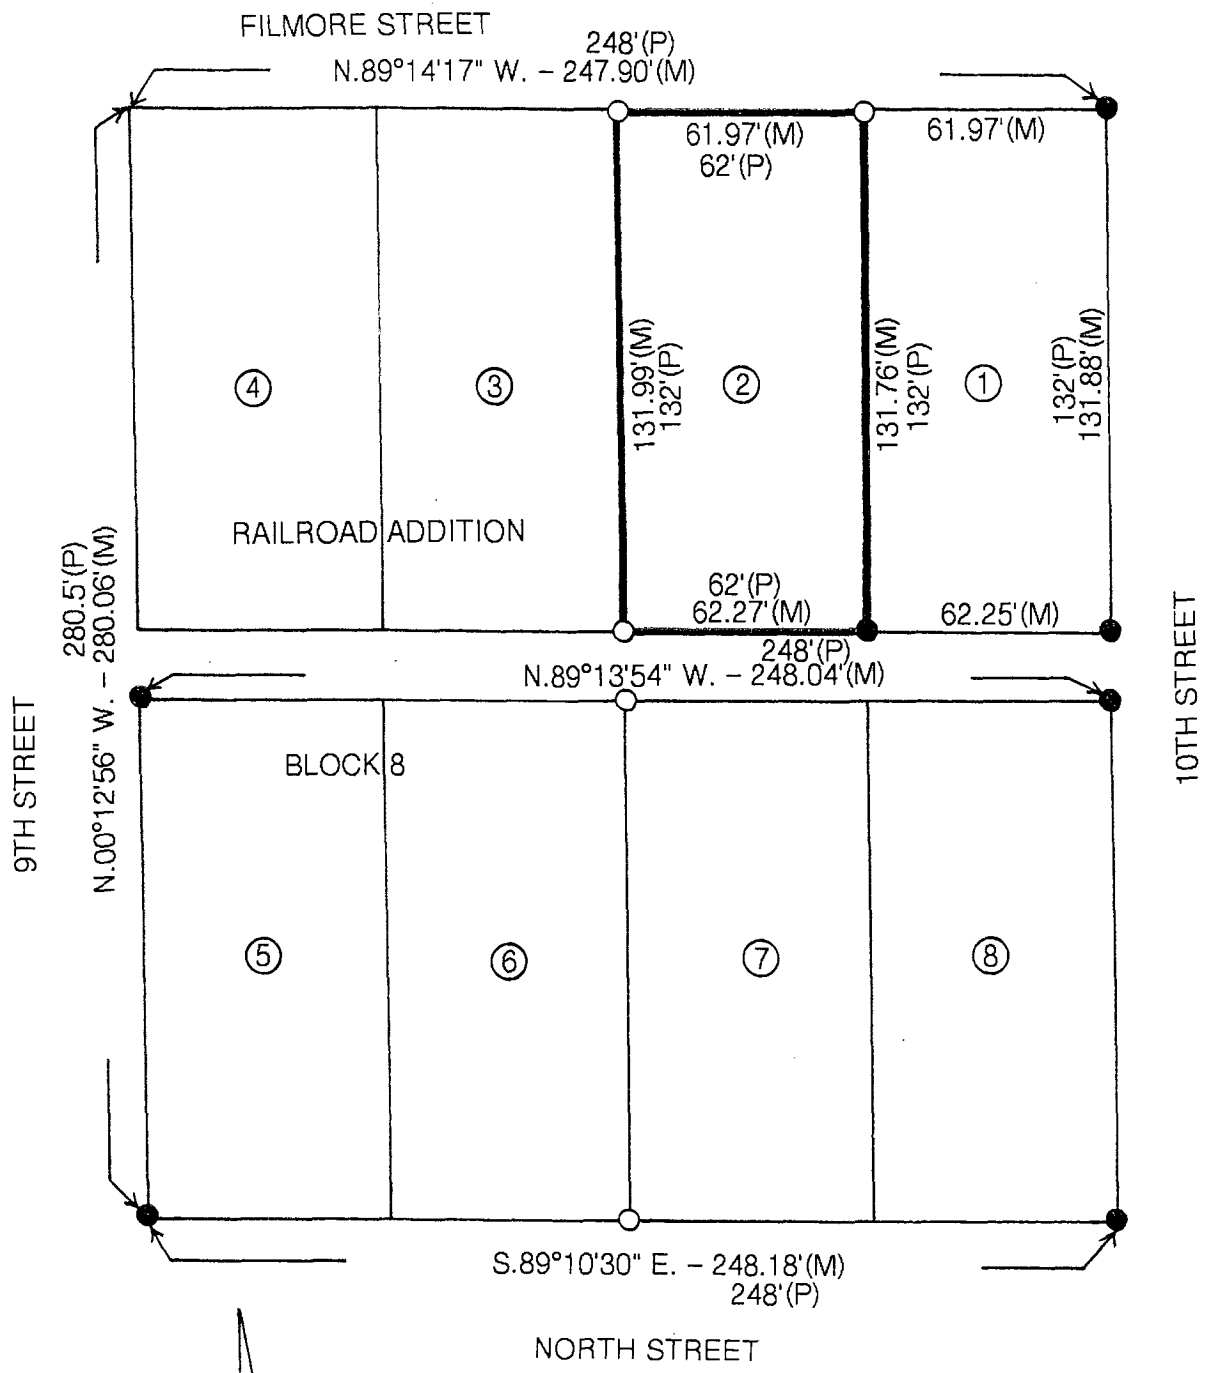 FILMORE STREET
248'(P)
N.89°14'17" W. – 247.90'(M)
61.97'(M)
62'(P)
61.97'(M)
131.99'(M)
132'(P)
131.76'(M)
132'(P)
132'(P)
131.88'(M)
4
3
2
1
RAILROAD ADDITION
62'(P)
62.27'(M)
62.25'(M)
248'(P)
N.89°13'54" W. – 248.04'(M)
280.5'(P)
N.00°12'56" W. – 280.06'(M)
9TH STREET
10TH STREET
BLOCK 8
5
6
7
8
S.89°10'30" E. – 248.18'(M)
248'(P)
NORTH STREET